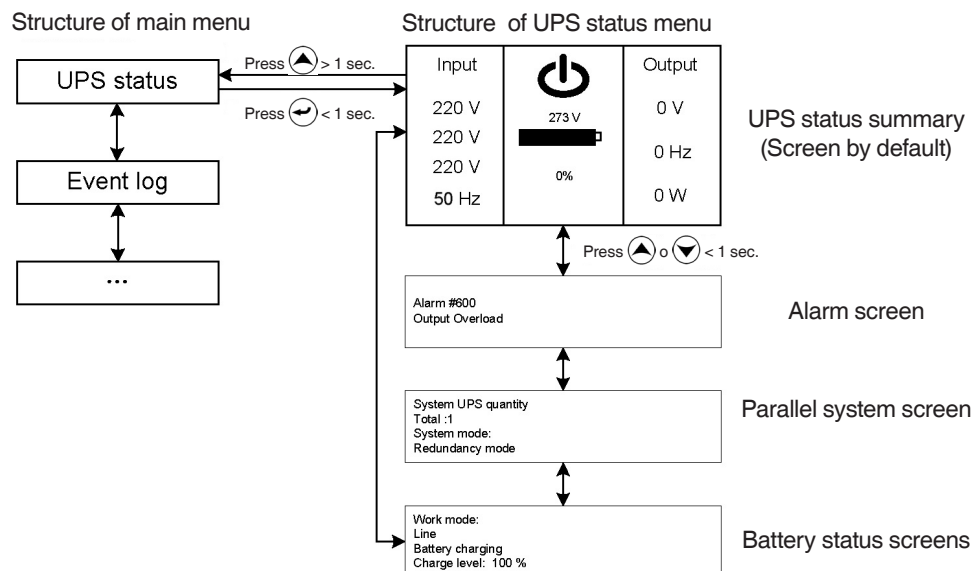 Structure of main menu
UPS status
Event log
...
Press > 1 sec.
Press < 1 sec.
Structure of UPS status menu
Input
220 V
220 V
220 V
50 Hz
273 V
0%
Output
0 V
0 Hz
0 W
UPS status summary
(Screen by default)
Press o < 1 sec.
Alarm #600
Output Overload
Alarm screen
System UPS quantity
Total :1
System mode:
Redundancy mode
Parallel system screen
Work mode:
Line
Battery charging
Charge level: 100 %
Battery status screens